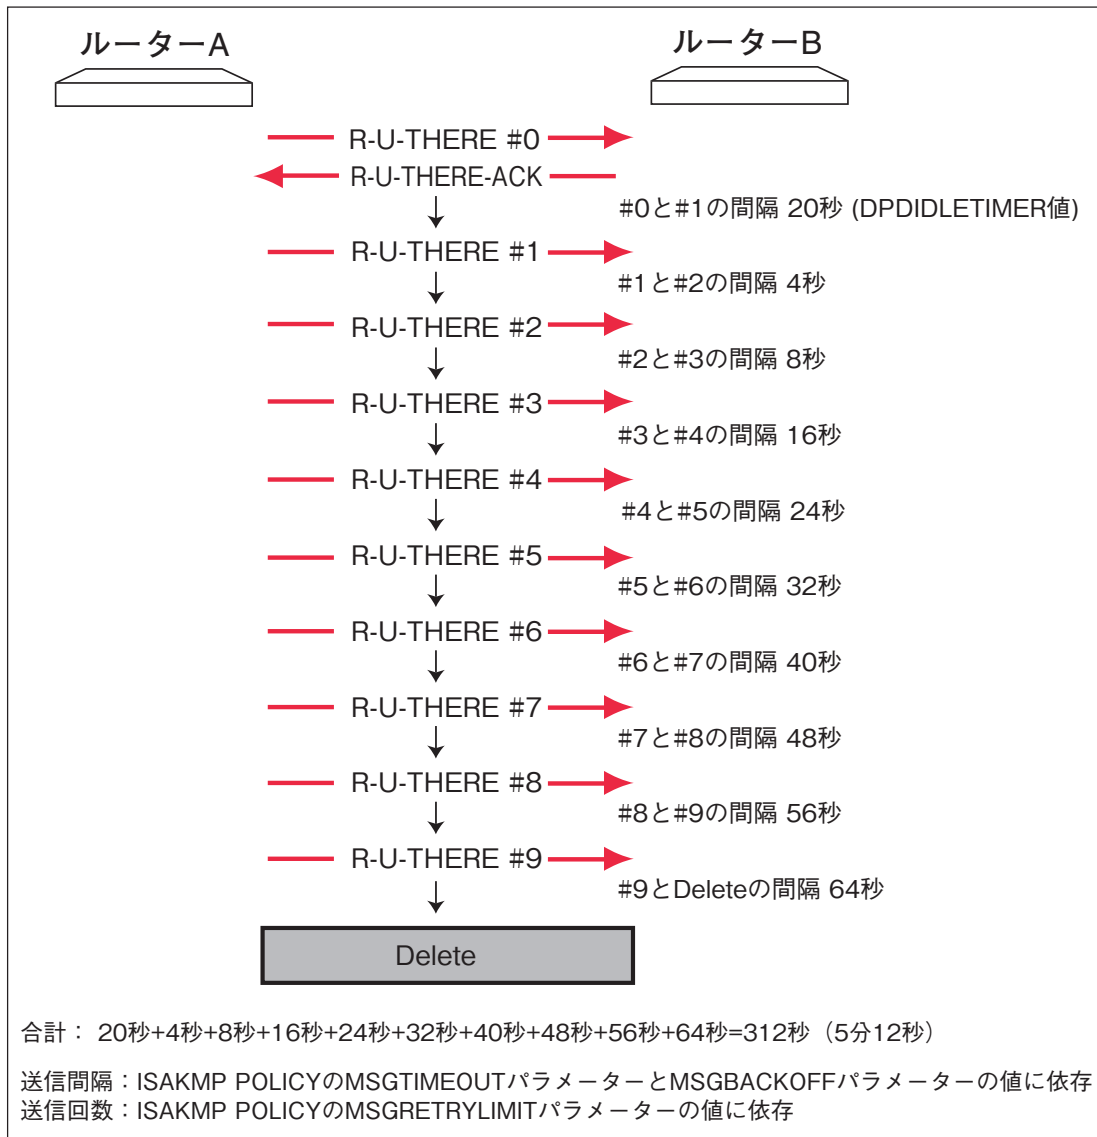 ルーターA
ルーターB
R-U-THERE #0
R-U-THERE-ACK
#0と#1の間隔 20秒 (DPDIDLETIMER値)
R-U-THERE #1
#1と#2の間隔 4秒
R-U-THERE #2
#2と#3の間隔 8秒
R-U-THERE #3
#3と#4の間隔 16秒
R-U-THERE #4
#4と#5の間隔 24秒
R-U-THERE #5
#5と#6の間隔 32秒
R-U-THERE #6
#6と#7の間隔 40秒
R-U-THERE #7
#7と#8の間隔 48秒
R-U-THERE #8
#8と#9の間隔 56秒
R-U-THERE #9
#9とDeleteの間隔 64秒
Delete
合計： 20秒+4秒+8秒+16秒+24秒+32秒+40秒+48秒+56秒+64秒=312秒（5分12秒）
送信間隔：ISAKMP POLICYのMSGTIMEOUTパラメーターとMSGBACKOFFパラメーターの値に依存
送信回数：ISAKMP POLICYのMSGRETRYLIMITパラメーターの値に依存